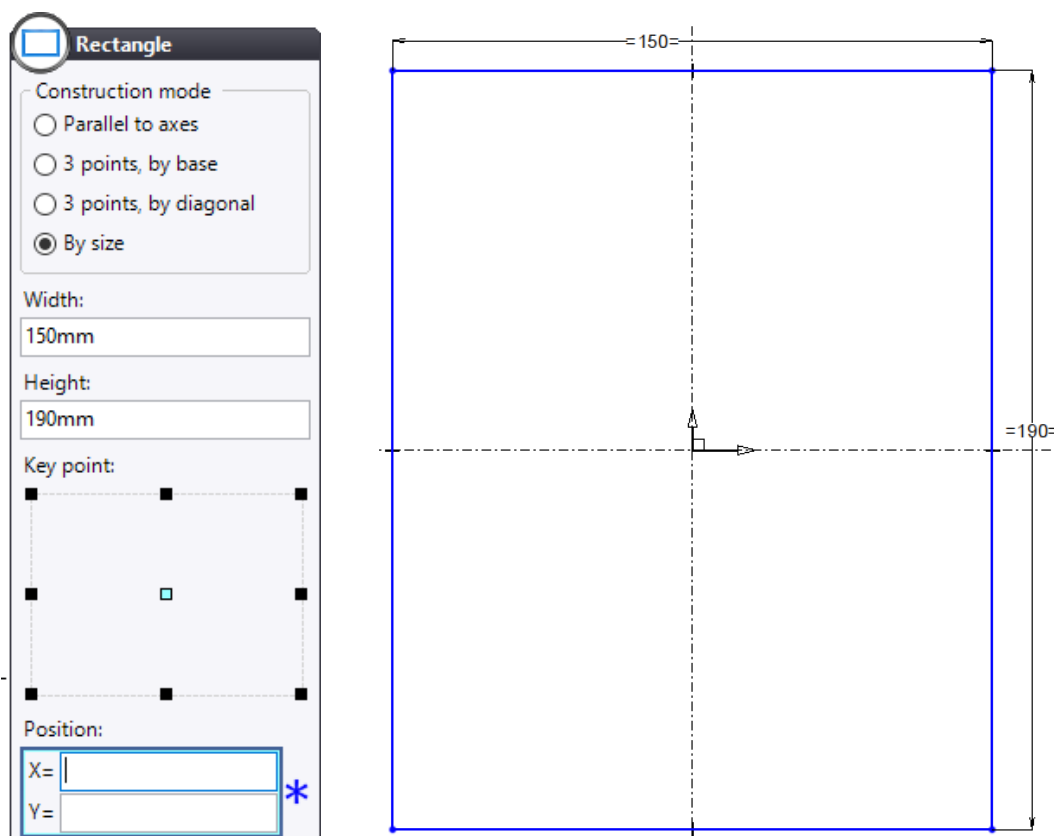 Rectangle
Construction mode
Parallel to axes
3 points, by base
3 points, by diagonal
By size
Width:
150mm
Height:
190mm
Key point:
Position:
X=
Y=
=150=
=190=